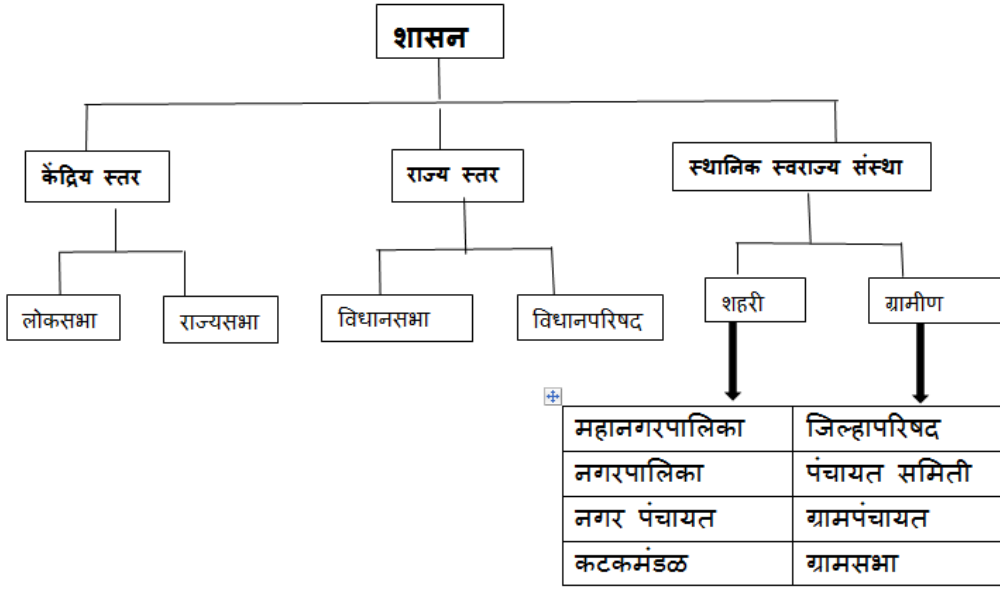 शासन
केंद्रिय स्तर
राज्य स्तर
स्थानिक स्वराज्य संस्था
लोकसभा
राज्यसभा
विधानसभा
विधानपरिषद
शहरी
ग्रामीण
महानगरपालिका
जिल्हापरिषद
नगरपालिका
पंचायत समिती
नगर पंचायत
ग्रामपंचायत
कटकमंडळ
ग्रामसभा